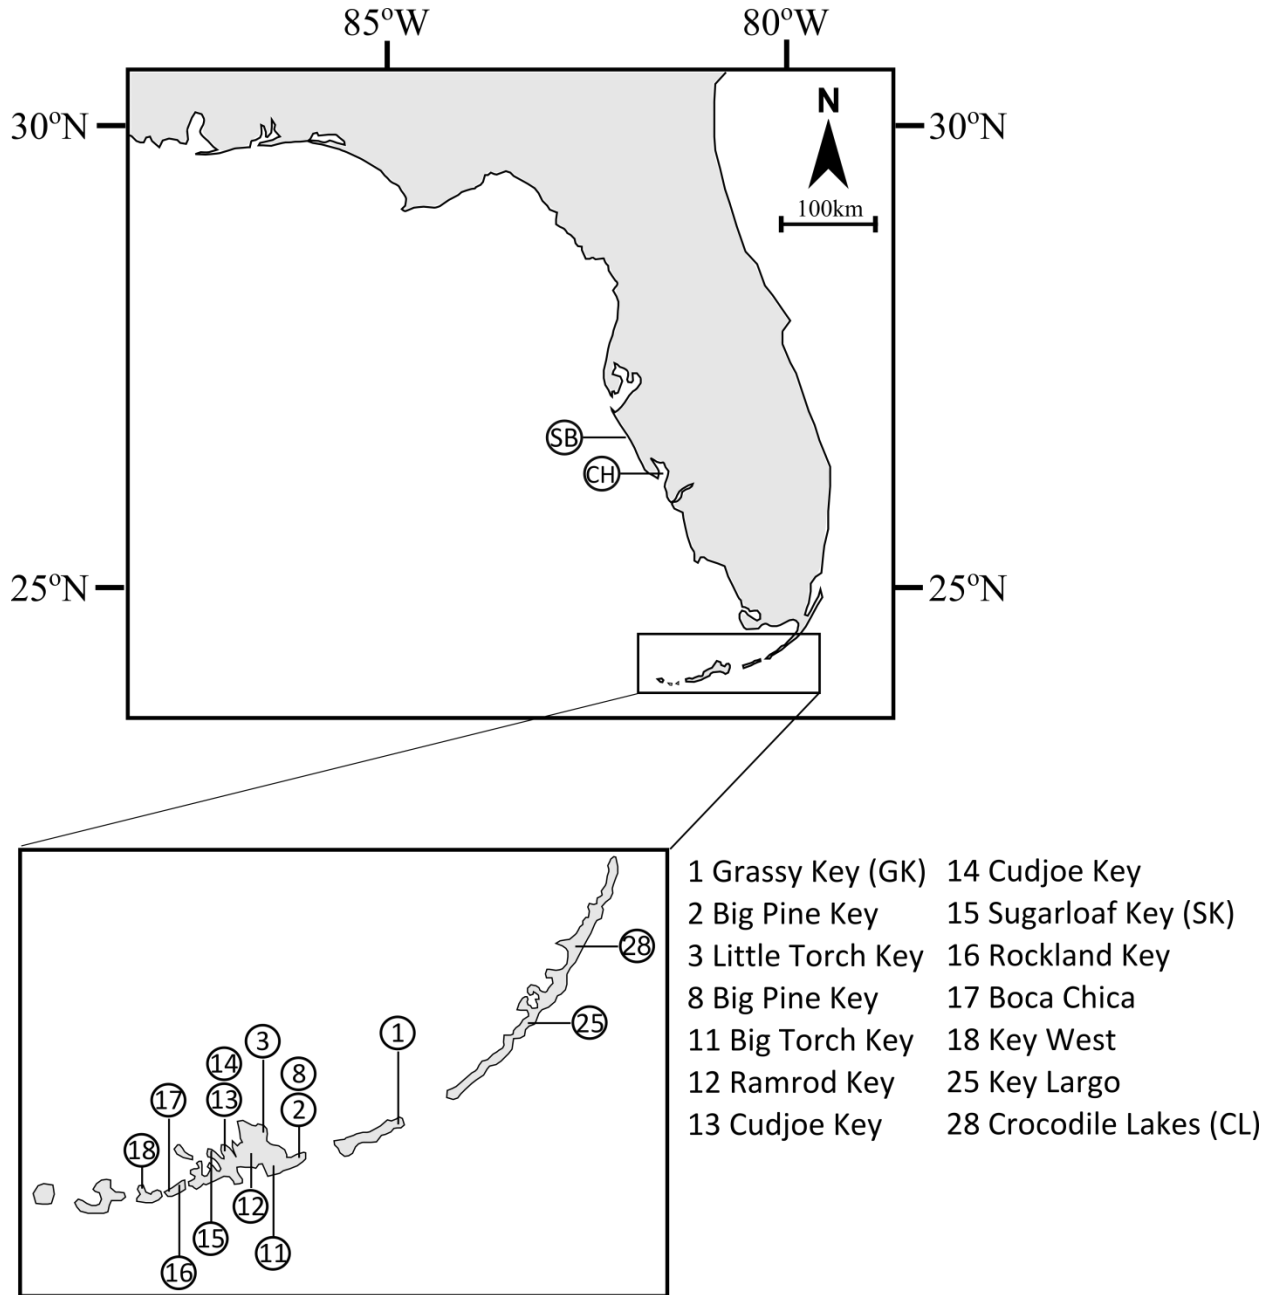 85°W 80°W
N
30°N 30°N
100km
SB
CH
25°N 25°N
1 Grassy Key (GK) 14 Cudjoe Key
2 Big Pine Key 15 Sugarloaf Key (SK)
3 Little Torch Key 16 Rockland Key
8 Big Pine Key 17 Boca Chica
11 Big Torch Key 18 Key West
12 Ramrod Key 25 Key Largo
13 Cudjoe Key 28 Crocodile Lakes (CL)
28
25
1
3
14
8
17 13
2
18
12
15
11
16